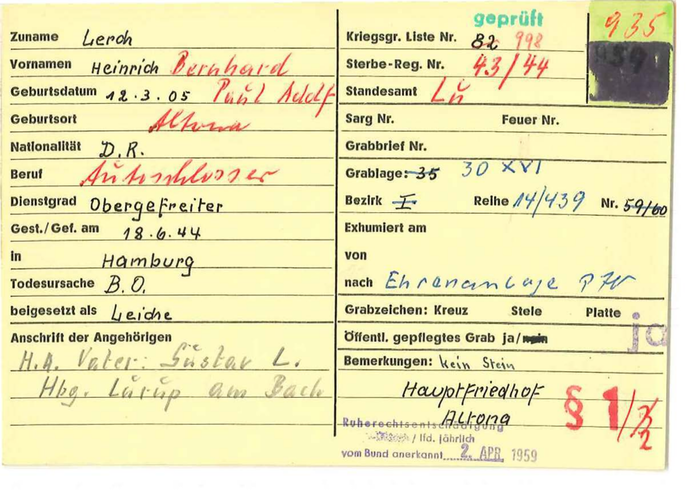 Zuname Lerch
Vornamen Heinrich Bernhard
Geburtsdatum 12.3.05 Paul Adolf
Geburtsort Altona
Nationalität D.R.
Beruf Autoschlosser
Dienstgrad Obergefreiter
Gest./Gef. am 18.6.44
in Hamburg
Todesursache B.O.
beigesetzt als Leiche
Anschrift der Angehörigen
H.A. Vater: Gustav L.
Hbg. Lurup am Bach
geprüft
935
Kriegsgr. Liste Nr. 82 998
Sterbe-Reg. Nr. 43/44
Standesamt Lu
Sarg Nr. Feuer Nr.
Grabbrief Nr.
Grablage: 35 30 XVI
Bezirk I Reihe 14/439 Nr. 59/60
Exhumiert am
von
nach Ehrenanlage
Grabzeichen: Kreuz Stele Platte
ja
Öffentl. gepflegtes Grab ja/nein
Bemerkungen: Kein Stein
Hauptfriedhof
Altona
§ 1/2
Ruherechtsentschädigung
/ lfd. jährlich
vom Bund anerkannt 2. APR. 1959